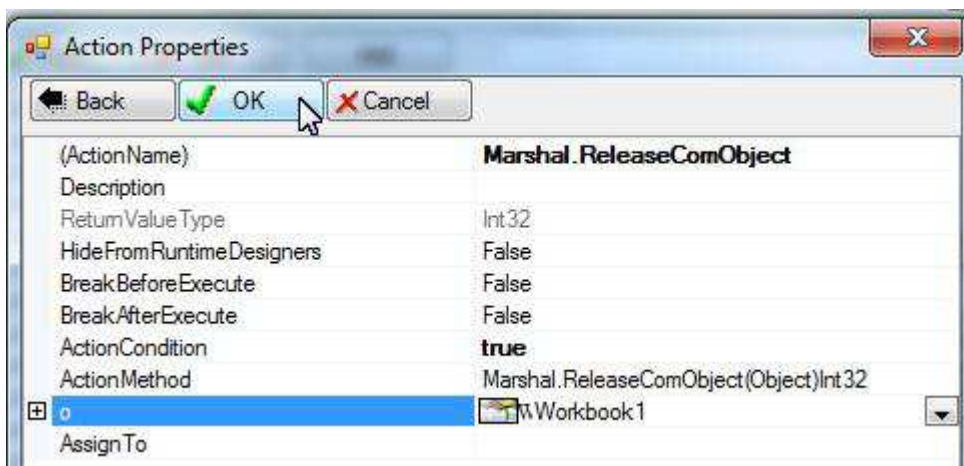 Action Properties
Back OK Cancel
(ActionName) Marshal.ReleaseComObject
Description
ReturnValueType Int32
HideFromRuntimeDesigners False
BreakBeforeExecute False
BreakAfterExecute False
ActionCondition true
ActionMethod Marshal.ReleaseComObject(Object)Int32
o \\Workbook1
AssignTo